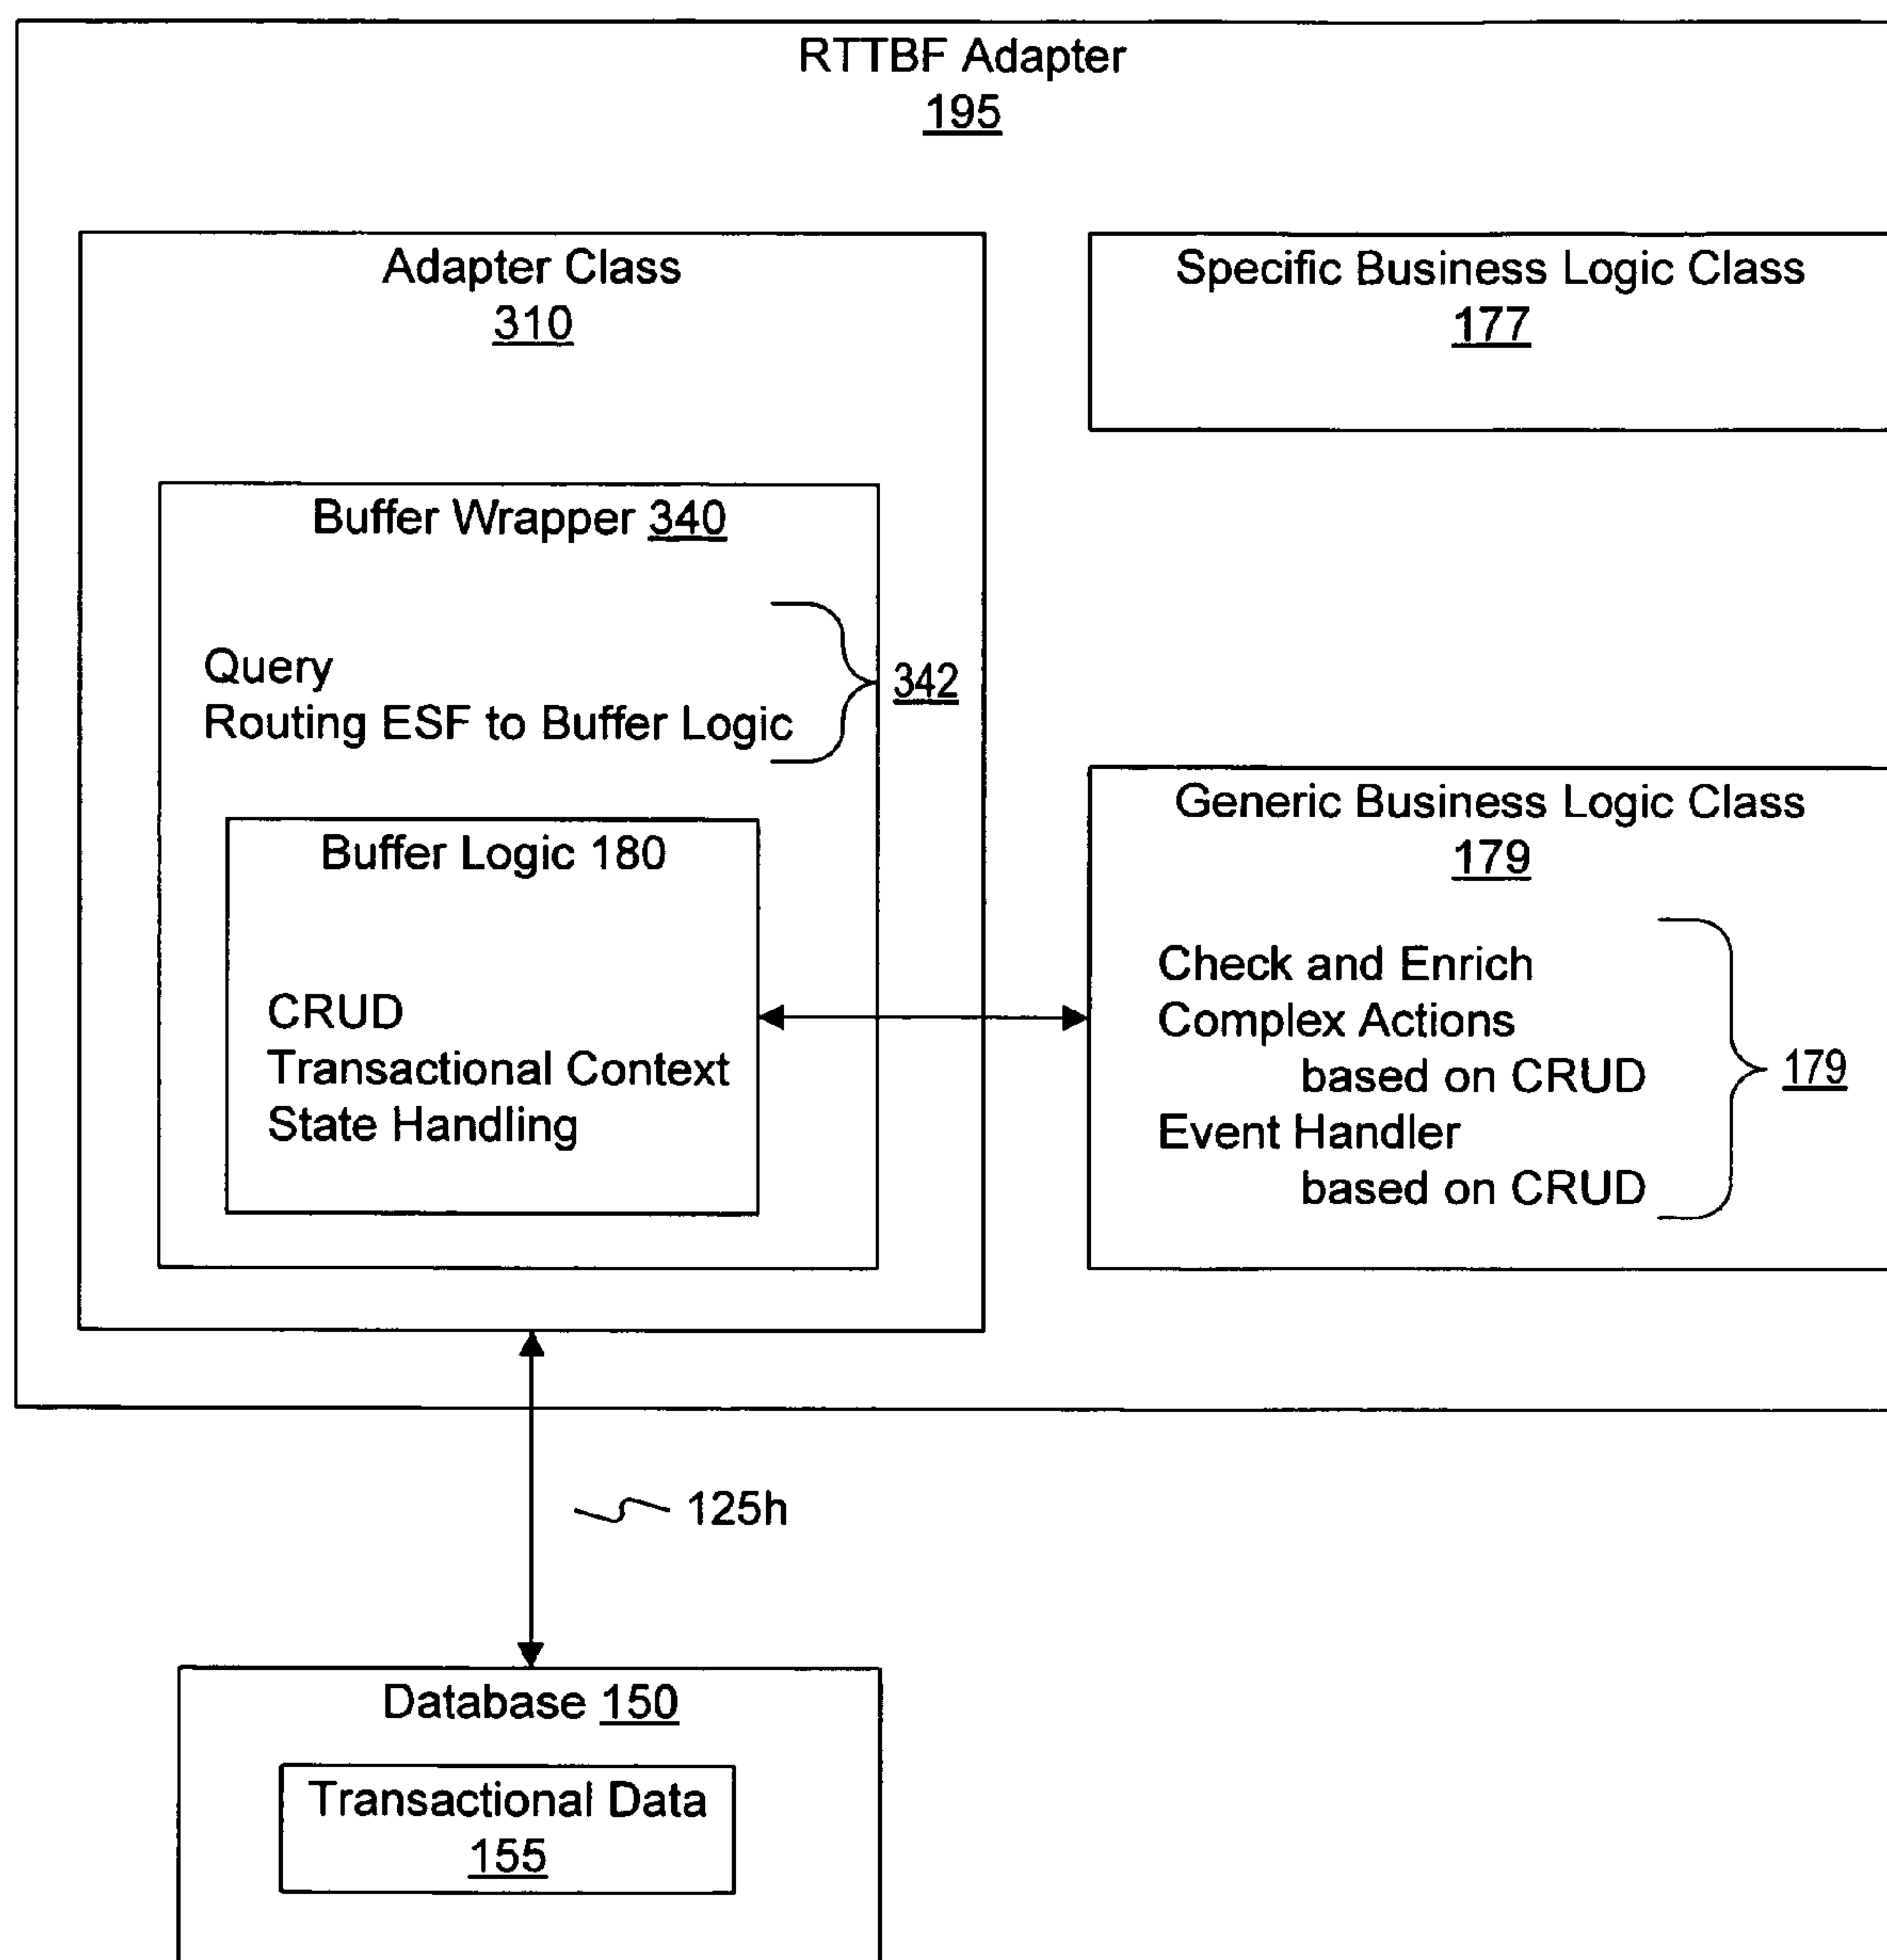 RTTBF Adapter
195
Adapter Class
310
Specific Business Logic Class
177
Buffer Wrapper 340
Query
Routing ESF to Buffer Logic
342
Buffer Logic 180
CRUD
Transactional Context
State Handling
Generic Business Logic Class
179
Check and Enrich
Complex Actions
based on CRUD
Event Handler
based on CRUD
179
125h
Database 150
Transactional Data
155